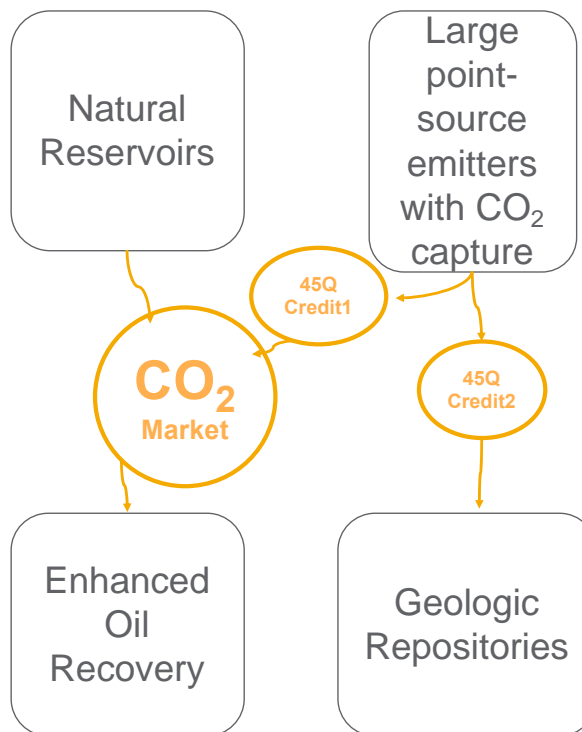 Natural
Reservoirs
Large
point-
source
emitters
with CO₂
capture
45Q
Credit1
CO₂
Market
45Q
Credit2
Enhanced
Oil
Recovery
Geologic
Repositories